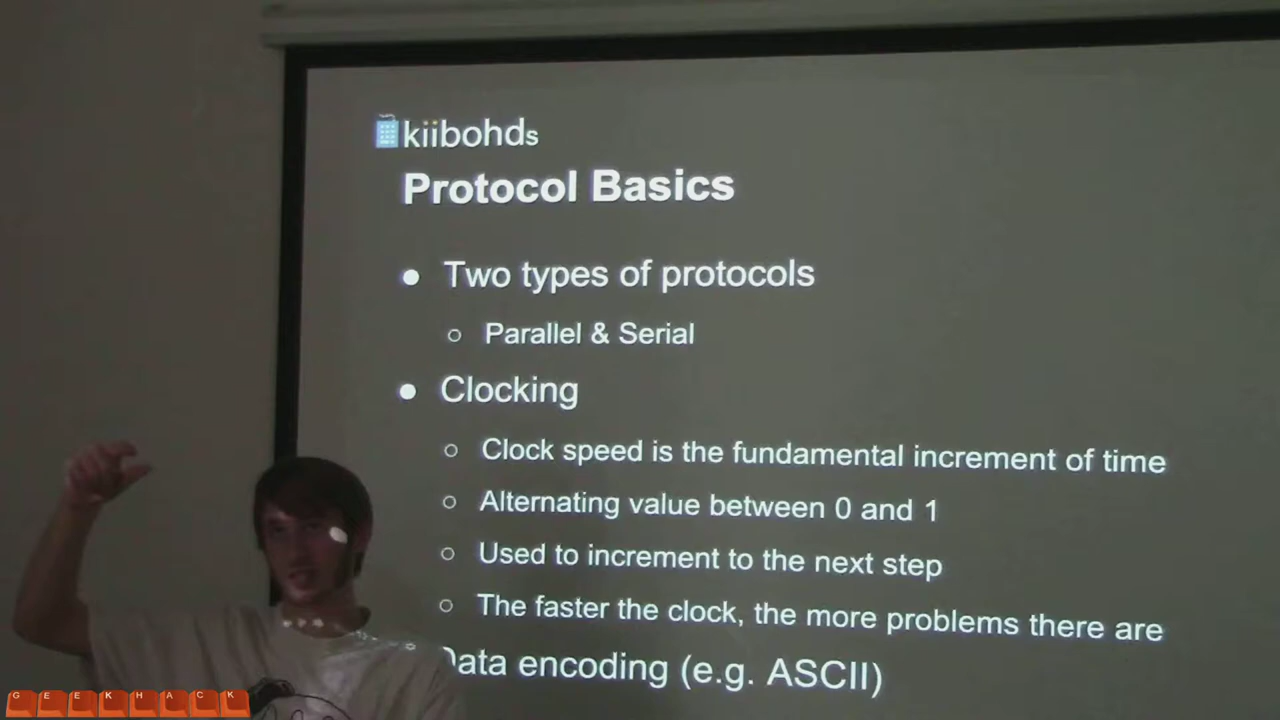 kiibohds
Protocol Basics
Two types of protocols
Parallel & Serial
Clocking
Clock speed is the fundamental increment of time
Alternating value between 0 and 1
Used to increment to the next step
The faster the clock, the more problems there are
Data encoding (e.g. ASCII)
GEEKHACK